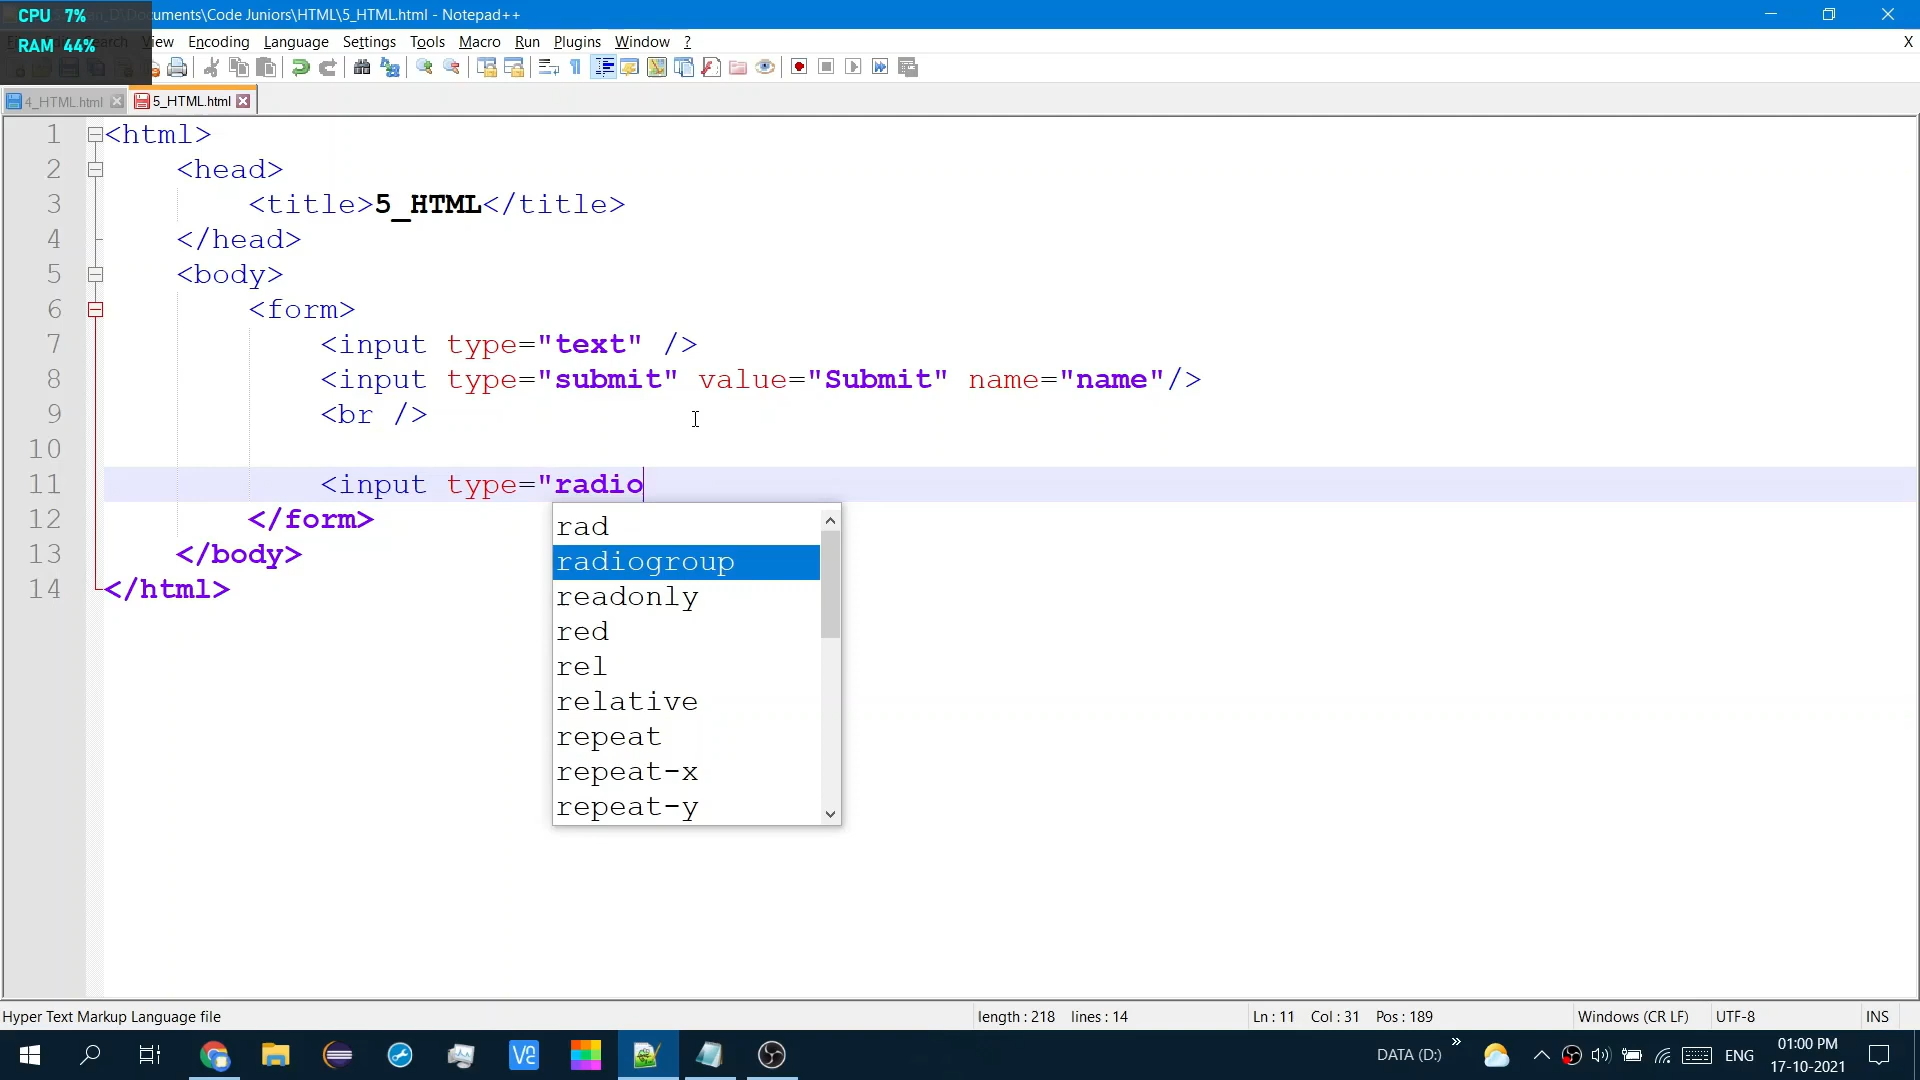 CPU 7%
RAM 44%
Documents\Code Juniors\HTML\5_HTML.html - Notepad++
View Encoding Language Settings Tools Macro Run Plugins Window ? X
4_HTML.html 5_HTML.html
1 <html>
2 <head>
3 <title>5_HTML</title>
4 </head>
5 <body>
6 <form>
7 <input type="text" />
8 <input type="submit" value="Submit" name="name"/>
9 <br />
10
11 <input type="radio
12 </form>
13 </body>
14 </html>
rad
radiogroup
readonly
red
rel
relative
repeat
repeat-x
repeat-y
Hyper Text Markup Language file length : 218 lines : 14 Ln : 11 Col : 31 Pos : 189 Windows (CR LF) UTF-8 INS
DATA (D:) » ENG 01:00 PM
17-10-2021